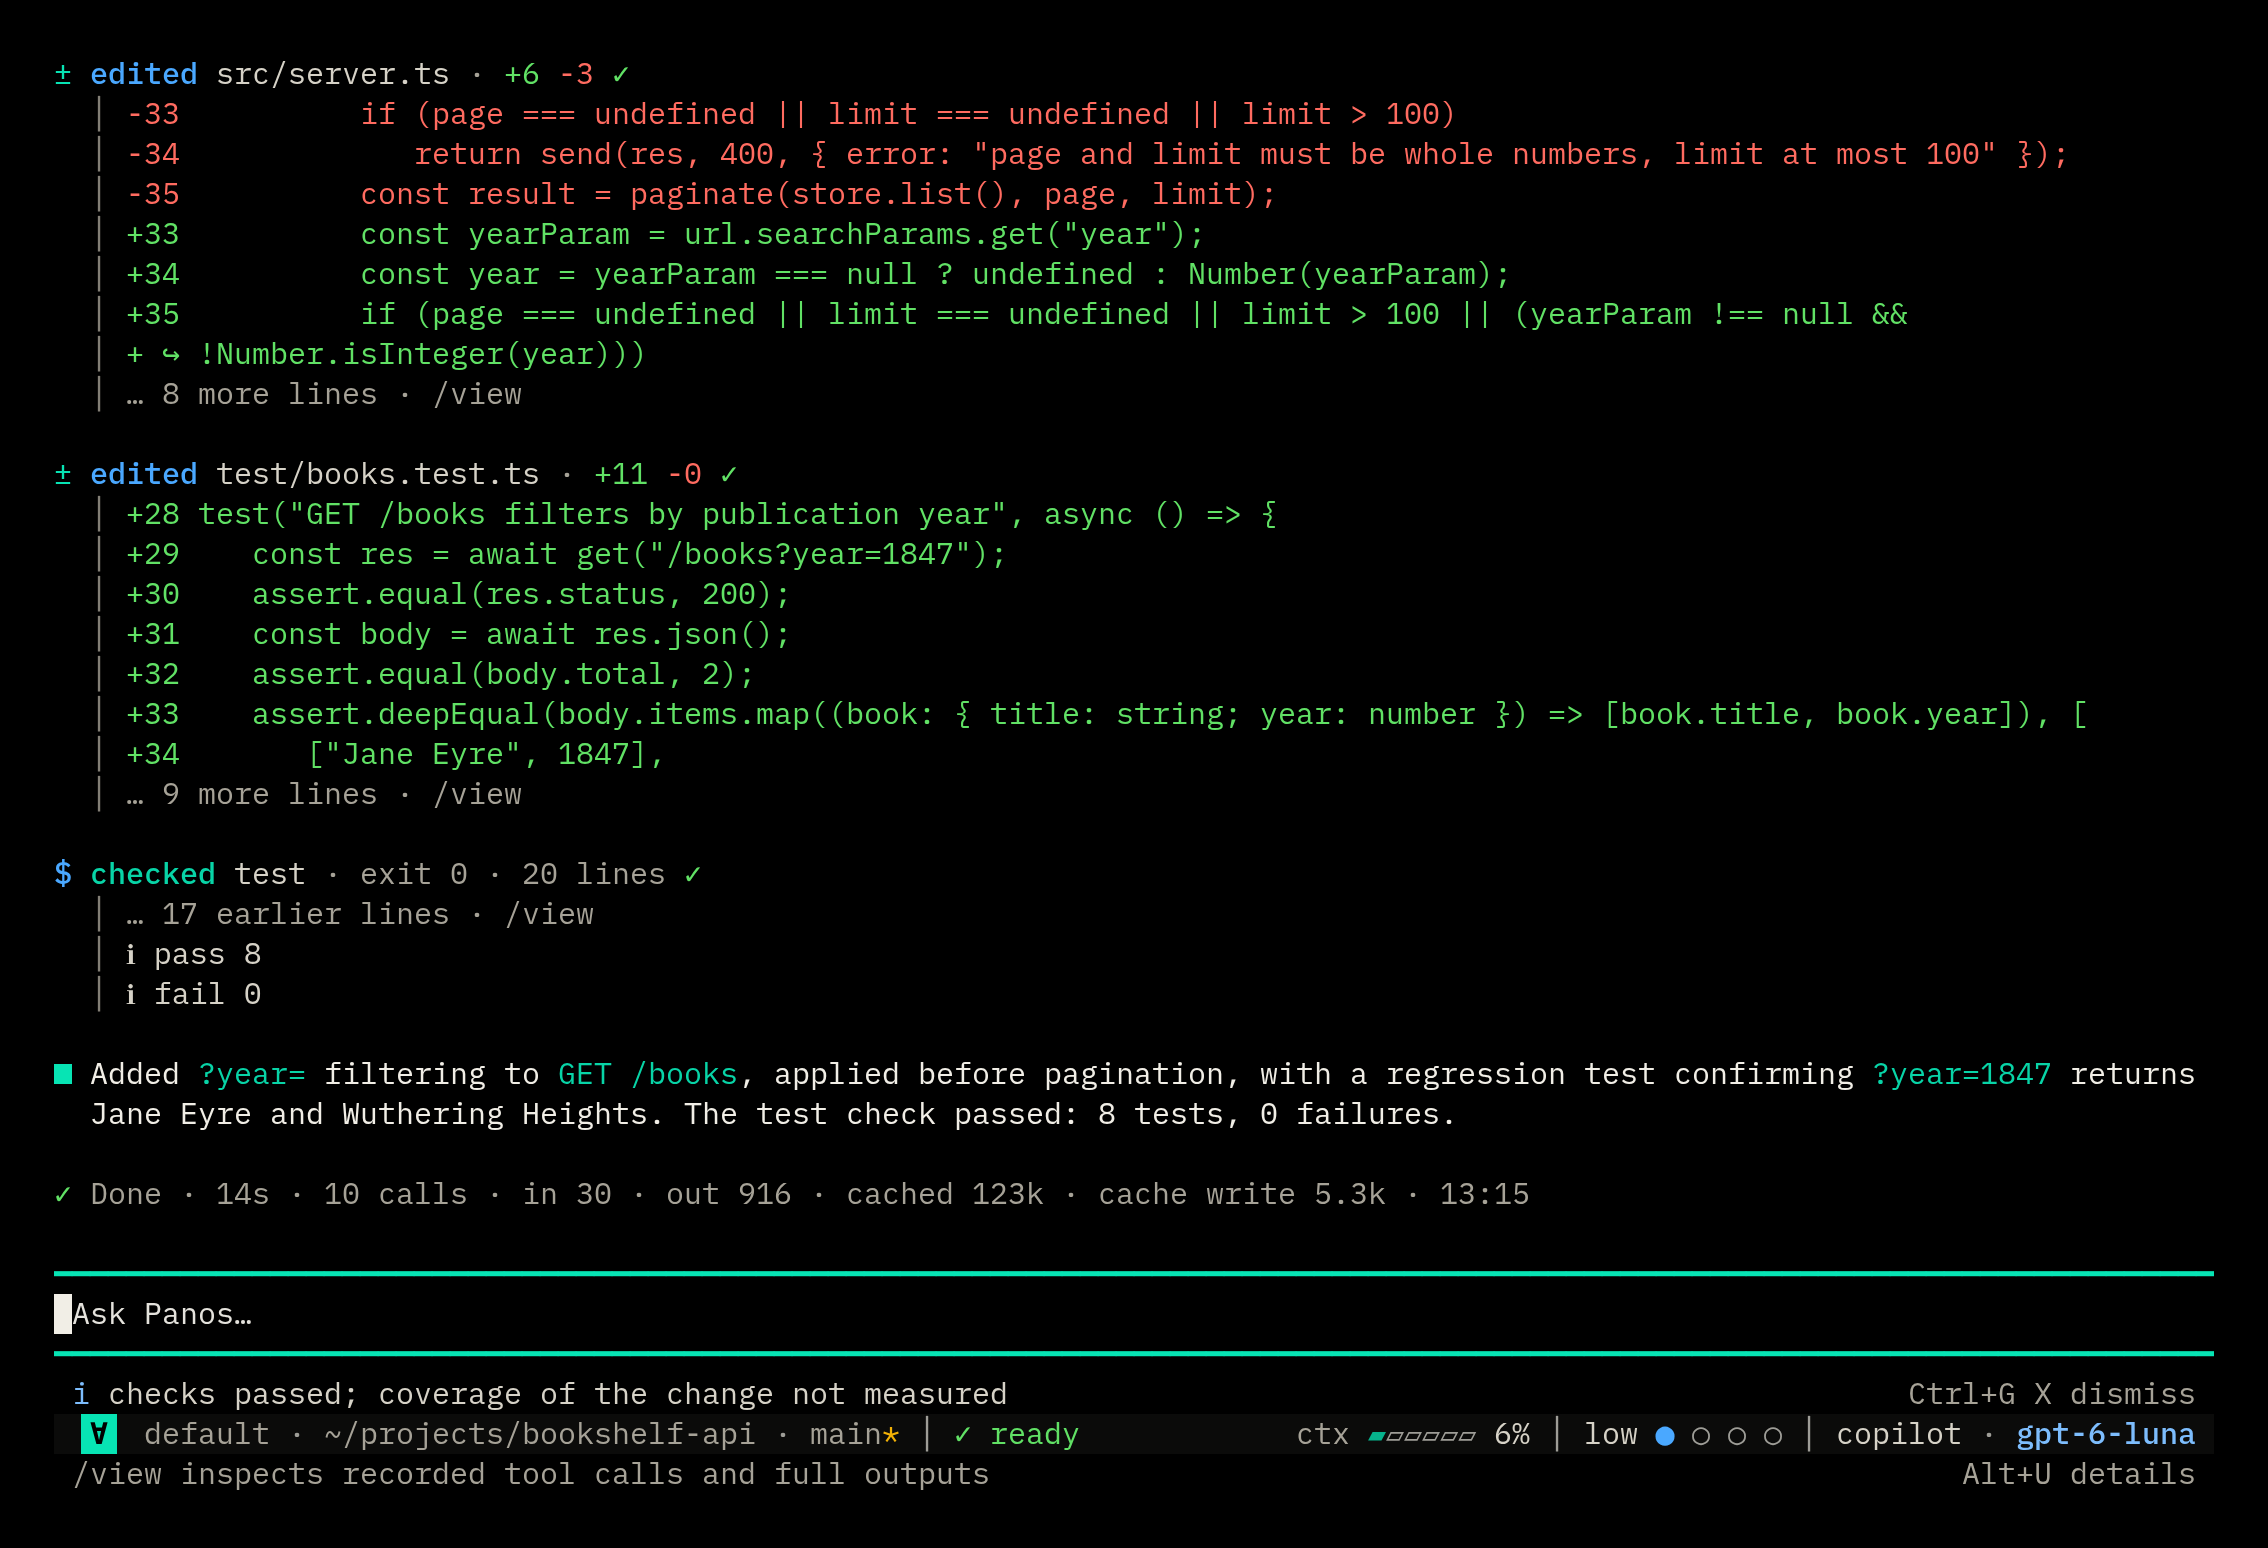 ± edited src/server.ts · +6 -3 ✓
│ -33          if (page === undefined || limit === undefined || limit > 100)
│ -34             return send(res, 400, { error: "page and limit must be whole numbers, limit at most 100" });
│ -35          const result = paginate(store.list(), page, limit);
│ +33          const yearParam = url.searchParams.get("year");
│ +34          const year = yearParam === null ? undefined : Number(yearParam);
│ +35          if (page === undefined || limit === undefined || limit > 100 || (yearParam !== null &&
│ + ↪ !Number.isInteger(year)))
│ … 8 more lines · /view
± edited test/books.test.ts · +11 -0 ✓
│ +28 test("GET /books filters by publication year", async () => {
│ +29    const res = await get("/books?year=1847");
│ +30    assert.equal(res.status, 200);
│ +31    const body = await res.json();
│ +32    assert.equal(body.total, 2);
│ +33    assert.deepEqual(body.items.map((book: { title: string; year: number }) => [book.title, book.year]), [
│ +34       ["Jane Eyre", 1847],
│ … 9 more lines · /view
$ checked test · exit 0 · 20 lines ✓
│ … 17 earlier lines · /view
│ ℹ pass 8
│ ℹ fail 0
■ Added ?year= filtering to GET /books, applied before pagination, with a regression test confirming ?year=1847 returns
Jane Eyre and Wuthering Heights. The test check passed: 8 tests, 0 failures.
✓ Done · 14s · 10 calls · in 30 · out 916 · cached 123k · cache write 5.3k · 13:15
Ask Panos…
i checks passed; coverage of the change not measured Ctrl+G X dismiss
∀ default · ~/projects/bookshelf-api · main* │ ✓ ready ctx ▰▱▱▱▱▱ 6% │ low ● ○ ○ ○ │ copilot · gpt-6-luna
/view inspects recorded tool calls and full outputs Alt+U details